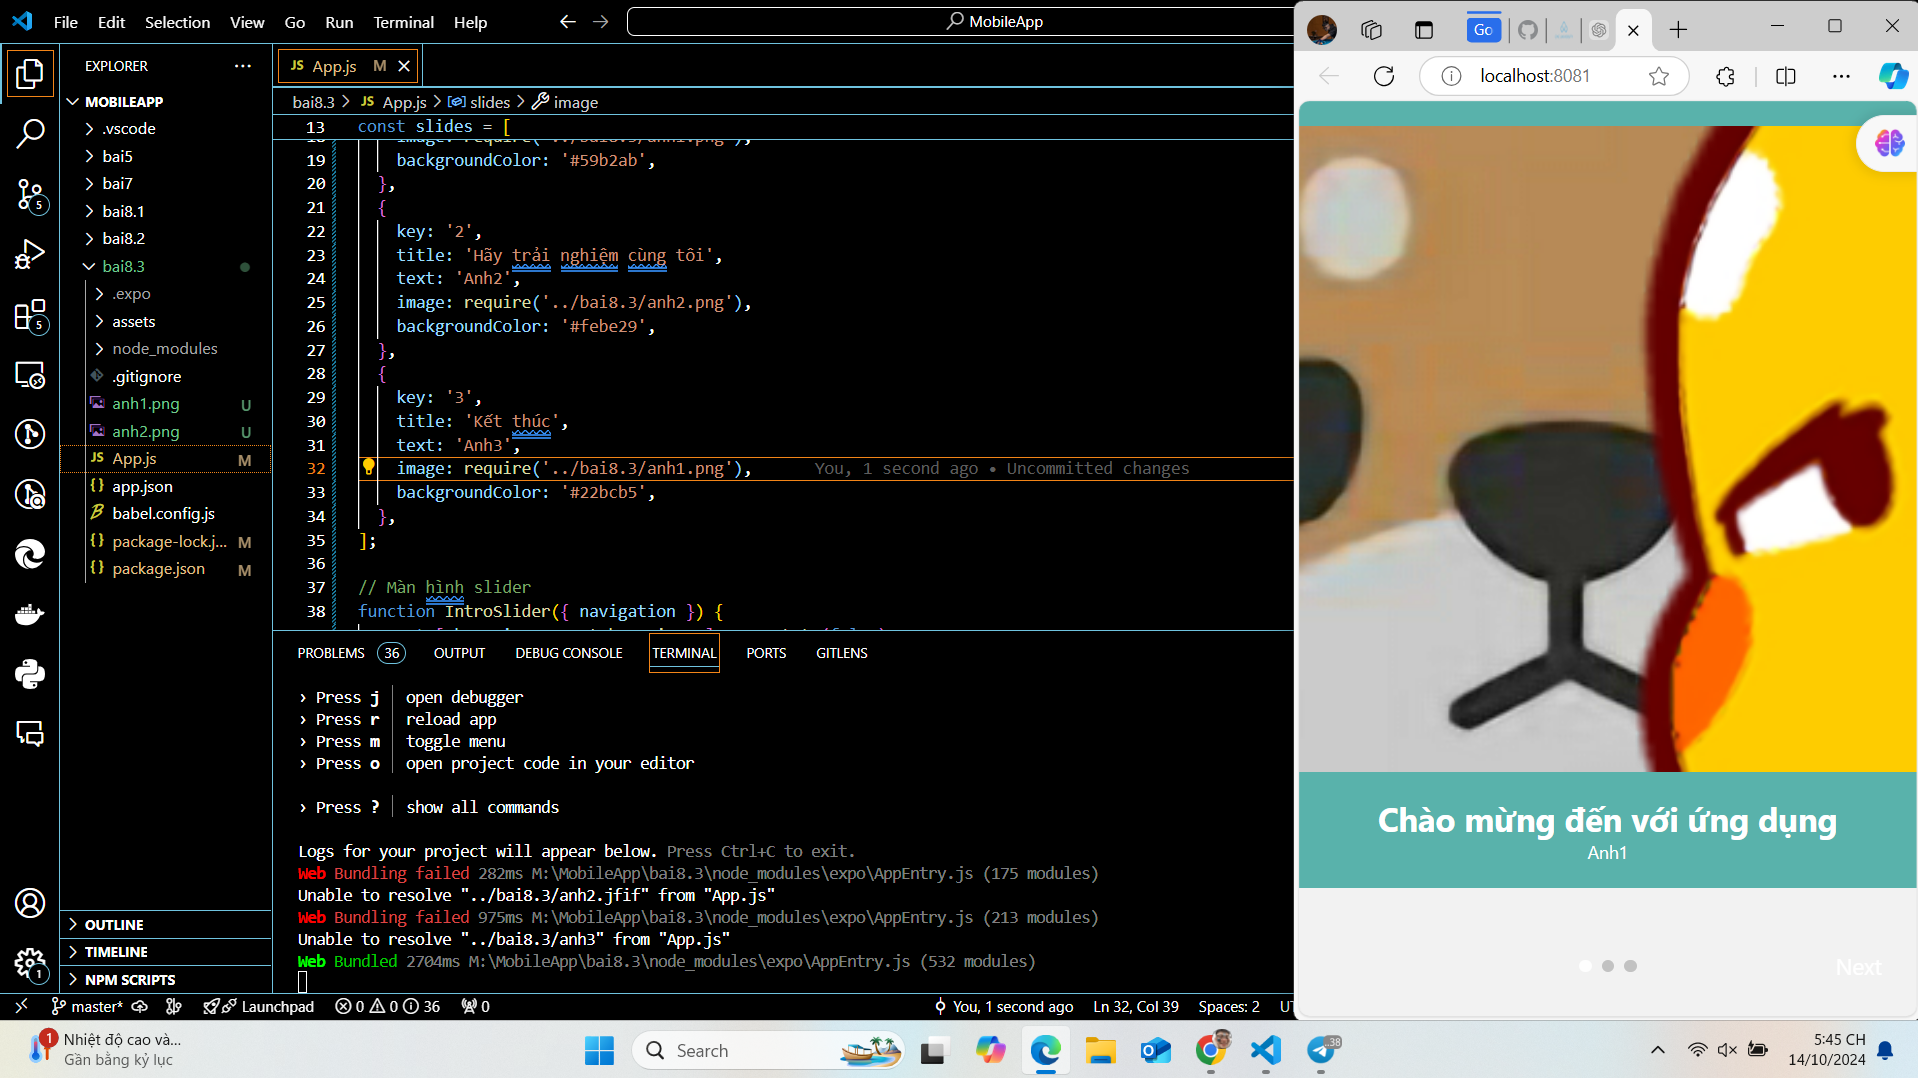 File Edit Selection View Go Run Terminal Help
MobileApp
EXPLORER
JS App.js M
MOBILEAPP
.vscode
bai5
bai7
bai8.1
bai8.2
bai8.3
.expo
assets
node_modules
.gitignore
anh1.png U
anh2.png U
JS App.js M
{} app.json
babel.config.js
{} package-lock.j... M
{} package.json M
OUTLINE
TIMELINE
NPM SCRIPTS
5
5
1
bai8.3 > JS App.js > slides > image
13 const slides = [
19 backgroundColor: '#59b2ab',
20 },
21 {
22 key: '2',
23 title: 'Hãy trải nghiệm cùng tôi',
24 text: 'Anh2',
25 image: require('../bai8.3/anh2.png'),
26 backgroundColor: '#febe29',
27 },
28 {
29 key: '3',
30 title: 'Kết thúc',
31 text: 'Anh3',
32 image: require('../bai8.3/anh1.png'), You, 1 second ago • Uncommitted changes
33 backgroundColor: '#22bcb5',
34 },
35 ];
36
37 // Màn hình slider
38 function IntroSlider({ navigation }) {
PROBLEMS 36 OUTPUT DEBUG CONSOLE TERMINAL PORTS GITLENS
› Press j │ open debugger
› Press r │ reload app
› Press m │ toggle menu
› Press o │ open project code in your editor
› Press ? │ show all commands
Logs for your project will appear below. Press Ctrl+C to exit.
Web Bundling failed 282ms M:\MobileApp\bai8.3\node_modules\expo\AppEntry.js (175 modules)
Unable to resolve "../bai8.3/anh2.jfif" from "App.js"
Web Bundling failed 975ms M:\MobileApp\bai8.3\node_modules\expo\AppEntry.js (213 modules)
Unable to resolve "../bai8.3/anh3" from "App.js"
Web Bundled 2704ms M:\MobileApp\bai8.3\node_modules\expo\AppEntry.js (532 modules)
master* Launchpad 0 0 36 0 You, 1 second ago Ln 32, Col 39 Spaces: 2
Go
localhost:8081
Chào mừng đến với ứng dụng
Anh1
Next
1
Nhiệt độ cao và...
Gần bằng kỷ lục
Search
38
5:45 CH
14/10/2024